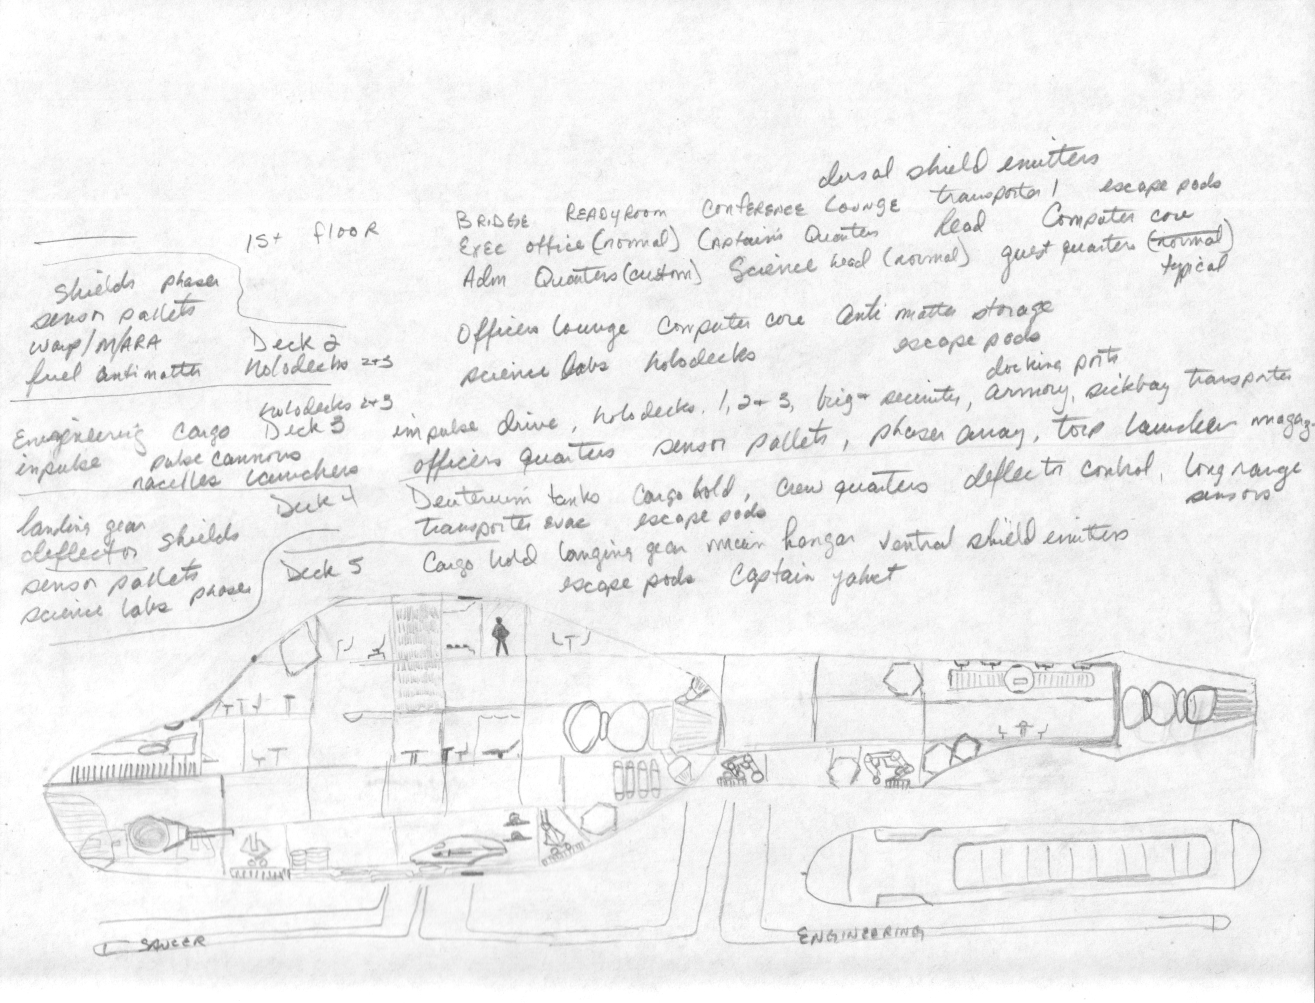 dorsal shield emitters
1st floor BRIDGE READYROOM CONFERENCE LOUNGE transporter 1 escape pods
Exec office (normal) Captains Quarters head Computer core
Adm Quarters (custom) Science head (normal) guest quarters (normal)
typical
shields phaser
sensor pallets
warp/M/ARA
fuel antimatter
Deck 2
Holodecks 2+3
Officers Lounge Computer core anti matter storage
escape pods
science labs holodecks
docking ports
Holodecks 2+3
Engineering cargo Deck 3
impulse pulse cannons
nacelles launchers
impulse drive, holodecks. 1, 2 + 3, brig + security, armory, sickbay transporter
officers quarters sensor pallets, phaser array, torp launcher magaz
Deck 4 Deuterium tanks Cargo hold, crew quarters deflector control, long range
sensors
transporter evac escape pods
landing gear
deflector shields
sensor pallets
science labs phaser
Deck 5 Cargo hold langing gear main hangar ventral shield emitters
escape pods Captain yahct
SAUCER
ENGINEERING